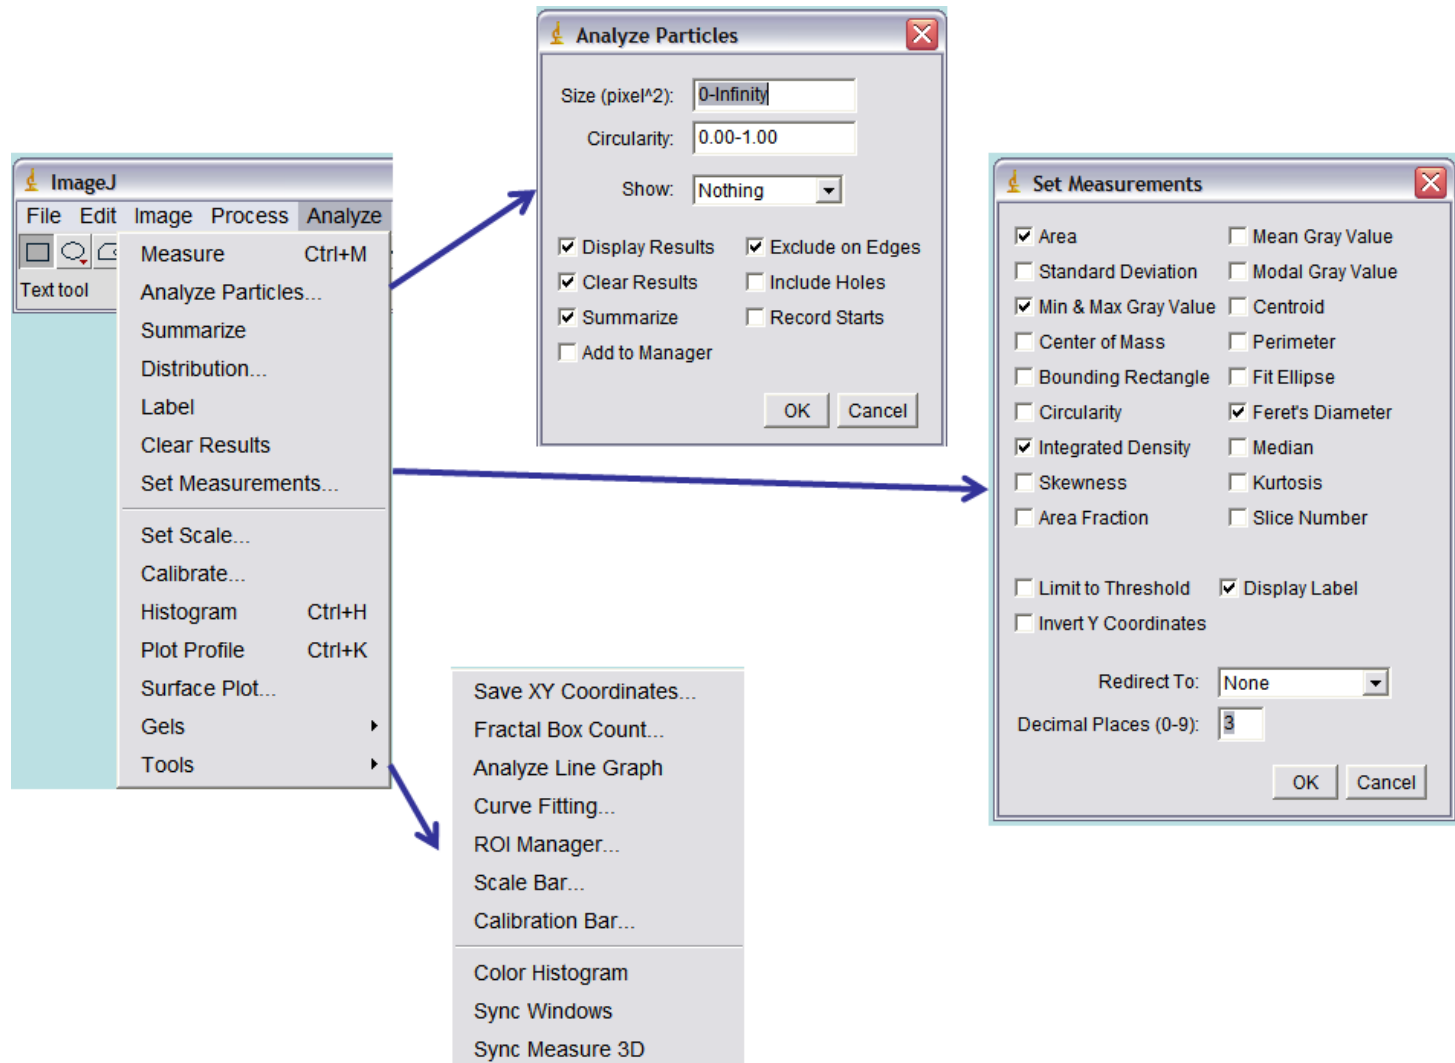 ImageJ
File Edit Image Process Analyze
Text tool
Measure Ctrl+M
Analyze Particles...
Summarize
Distribution...
Label
Clear Results
Set Measurements...
Set Scale...
Calibrate...
Histogram Ctrl+H
Plot Profile Ctrl+K
Surface Plot...
Gels
Tools
Analyze Particles
Size (pixel^2): 0-Infinity
Circularity: 0.00-1.00
Show: Nothing
Display Results Exclude on Edges
Clear Results Include Holes
Summarize Record Starts
Add to Manager
OK Cancel
Set Measurements
Area Mean Gray Value
Standard Deviation Modal Gray Value
Min & Max Gray Value Centroid
Center of Mass Perimeter
Bounding Rectangle Fit Ellipse
Circularity Feret's Diameter
Integrated Density Median
Skewness Kurtosis
Area Fraction Slice Number
Limit to Threshold Display Label
Invert Y Coordinates
Redirect To: None
Decimal Places (0-9): 3
OK Cancel
Save XY Coordinates...
Fractal Box Count...
Analyze Line Graph
Curve Fitting...
ROI Manager...
Scale Bar...
Calibration Bar...
Color Histogram
Sync Windows
Sync Measure 3D